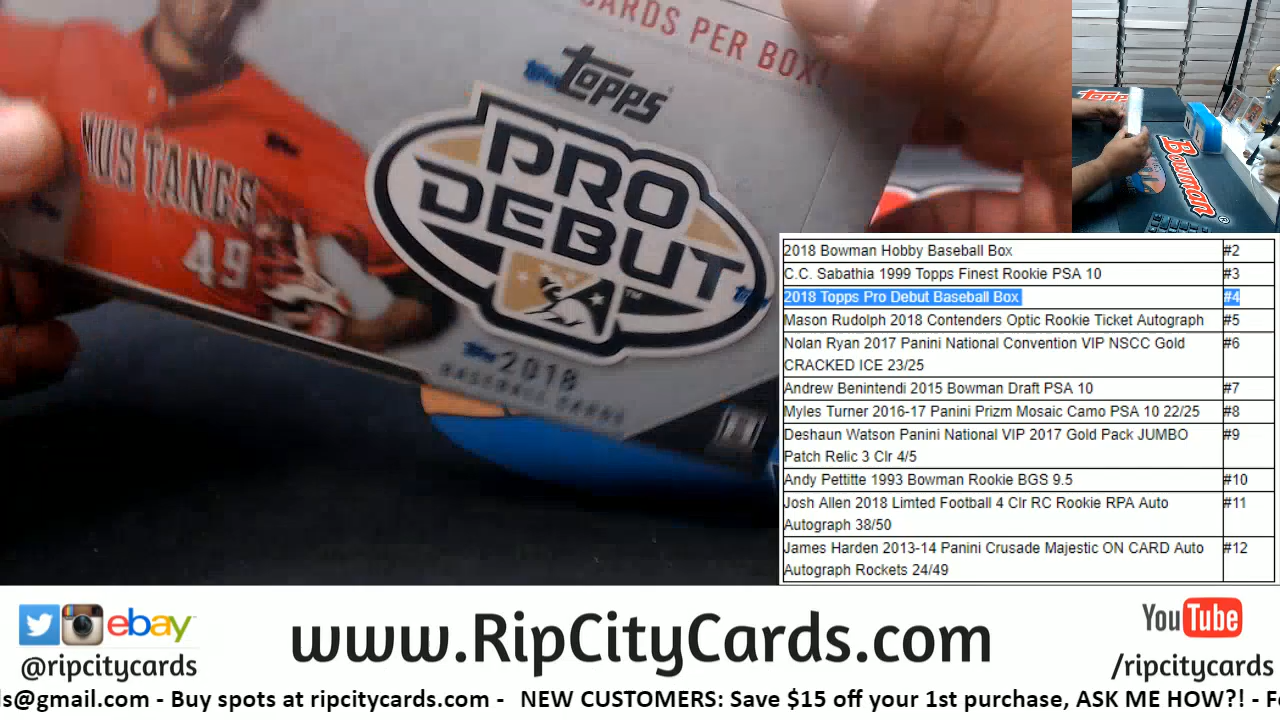 CARDS PER BOX!
topps
PRO
DEBUT
TM
topps 2018
BASEBALL CARDS
MUSTANGS
49
topps
Bowman
2018 Bowman Hobby Baseball Box #2
C.C. Sabathia 1999 Topps Finest Rookie PSA 10 #3
2018 Topps Pro Debut Baseball Box #4
Mason Rudolph 2018 Contenders Optic Rookie Ticket Autograph #5
Nolan Ryan 2017 Panini National Convention VIP NSCC Gold #6
CRACKED ICE 23/25
Andrew Benintendi 2015 Bowman Draft PSA 10 #7
Myles Turner 2016-17 Panini Prizm Mosaic Camo PSA 10 22/25 #8
Deshaun Watson Panini National VIP 2017 Gold Pack JUMBO #9
Patch Relic 3 Clr 4/5
Andy Pettitte 1993 Bowman Rookie BGS 9.5 #10
Josh Allen 2018 Limted Football 4 Clr RC Rookie RPA Auto #11
Autograph 38/50
James Harden 2013-14 Panini Crusade Majestic ON CARD Auto #12
Autograph Rockets 24/49
ebay
@ripcitycards
www.RipCityCards.com
YouTube
/ripcitycards
ds@gmail.com - Buy spots at ripcitycards.com - NEW CUSTOMERS: Save $15 off your 1st purchase, ASK ME HOW?! - F